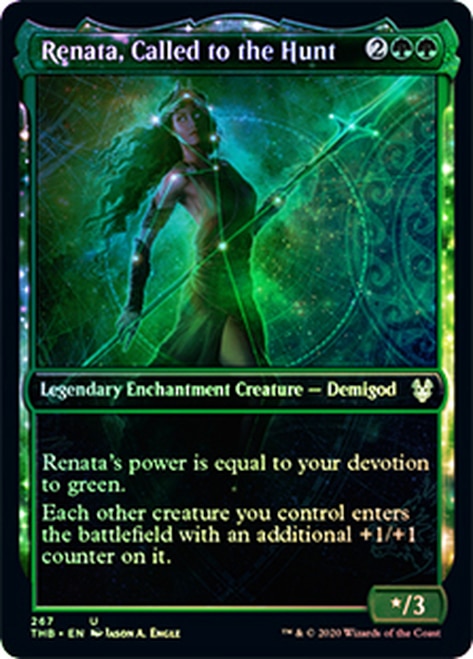 Renata, Called to the Hunt 2
Legendary Enchantment Creature — Demigod
Renata's power is equal to your devotion
to green.
Each other creature you control enters
the battlefield with an additional +1/+1
counter on it.
*/3
267 U
THB • EN Jason A. Engle ™ & © 2020 Wizards of the Coast